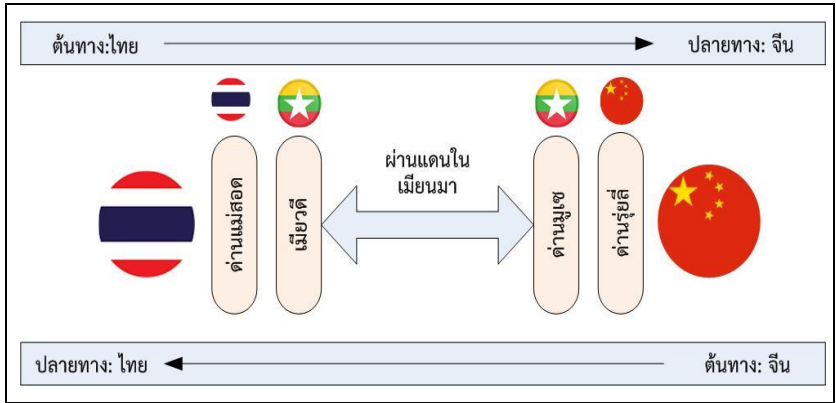 ต้นทาง:ไทย
ปลายทาง: จีน
ด่านแม่สอด
เมียวดี
ผ่านแดนใน
เมียนมา
ด่านมูเซ
ด่านรุ่ยลี่
ปลายทาง: ไทย
ต้นทาง: จีน